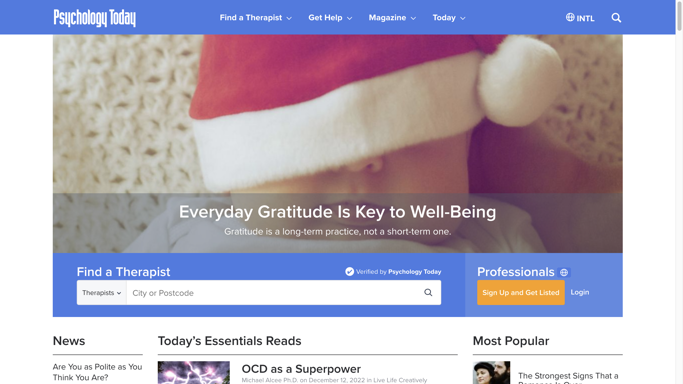 Psychology Today
Find a Therapist
Get Help
Magazine
Today
INTL
Everyday Gratitude Is Key to Well-Being
Gratitude is a long-term practice, not a short-term one.
Find a Therapist
Verified by Psychology Today
Therapists
City or Postcode
Professionals
Sign Up and Get Listed
Login
News
Are You as Polite as You
Think You Are?
Today's Essentials Reads
OCD as a Superpower
Michael Alcee Ph.D. on December 12, 2022 in Live Life Creatively
Most Popular
The Strongest Signs That a